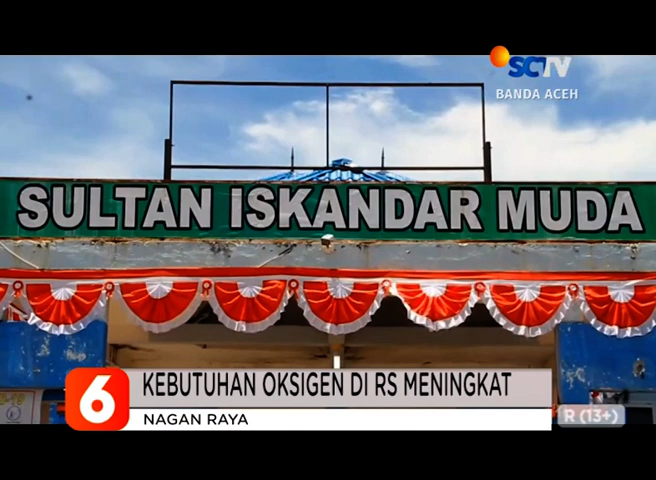 SCTV
BANDA ACEH
SULTAN ISKANDAR MUDA
6
KEBUTUHAN OKSIGEN DI RS MENINGKAT
NAGAN RAYA
R (13+)